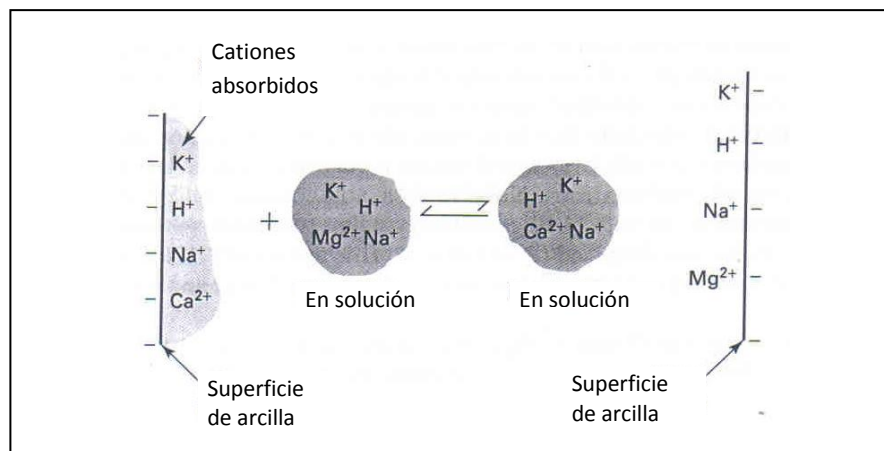 Cationes
absorbidos
−
−
−
−
−
−
K⁺
H⁺
Na⁺
Ca²⁺
+
K⁺
H⁺
Mg²⁺ Na⁺
En solución
H⁺
K⁺
Ca²⁺ Na⁺
En solución
K⁺ −
H⁺ −
Na⁺ −
Mg²⁺ −
−
Superficie
de arcilla
Superficie
de arcilla